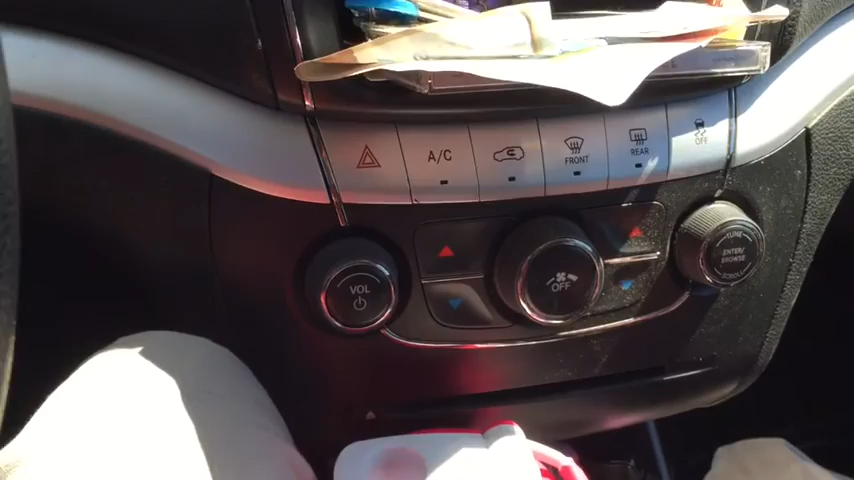 A/C
FRONT
REAR
OFF
VOL
OFF
TUNE
ENTER/
BROWSE
SCROLL